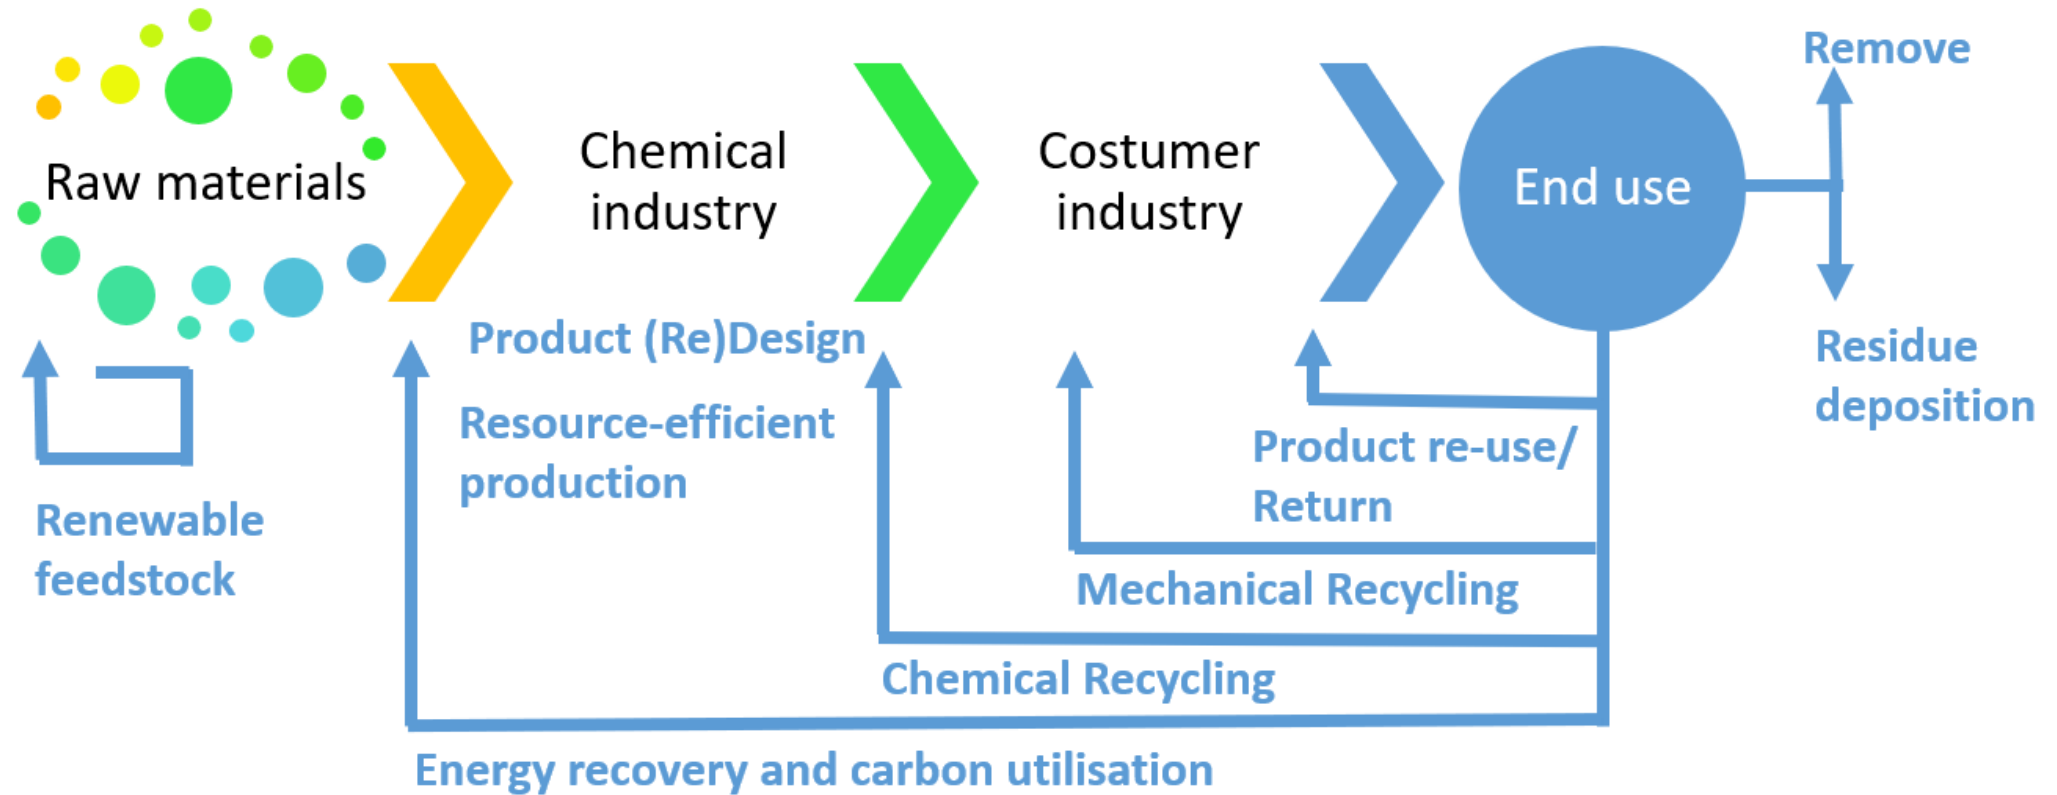 Raw materials
Chemical
industry
Costumer
industry
End use
Remove
Residue
deposition
Product (Re)Design
Resource-efficient
production
Renewable
feedstock
Product re-use/
Return
Mechanical Recycling
Chemical Recycling
Energy recovery and carbon utilisation